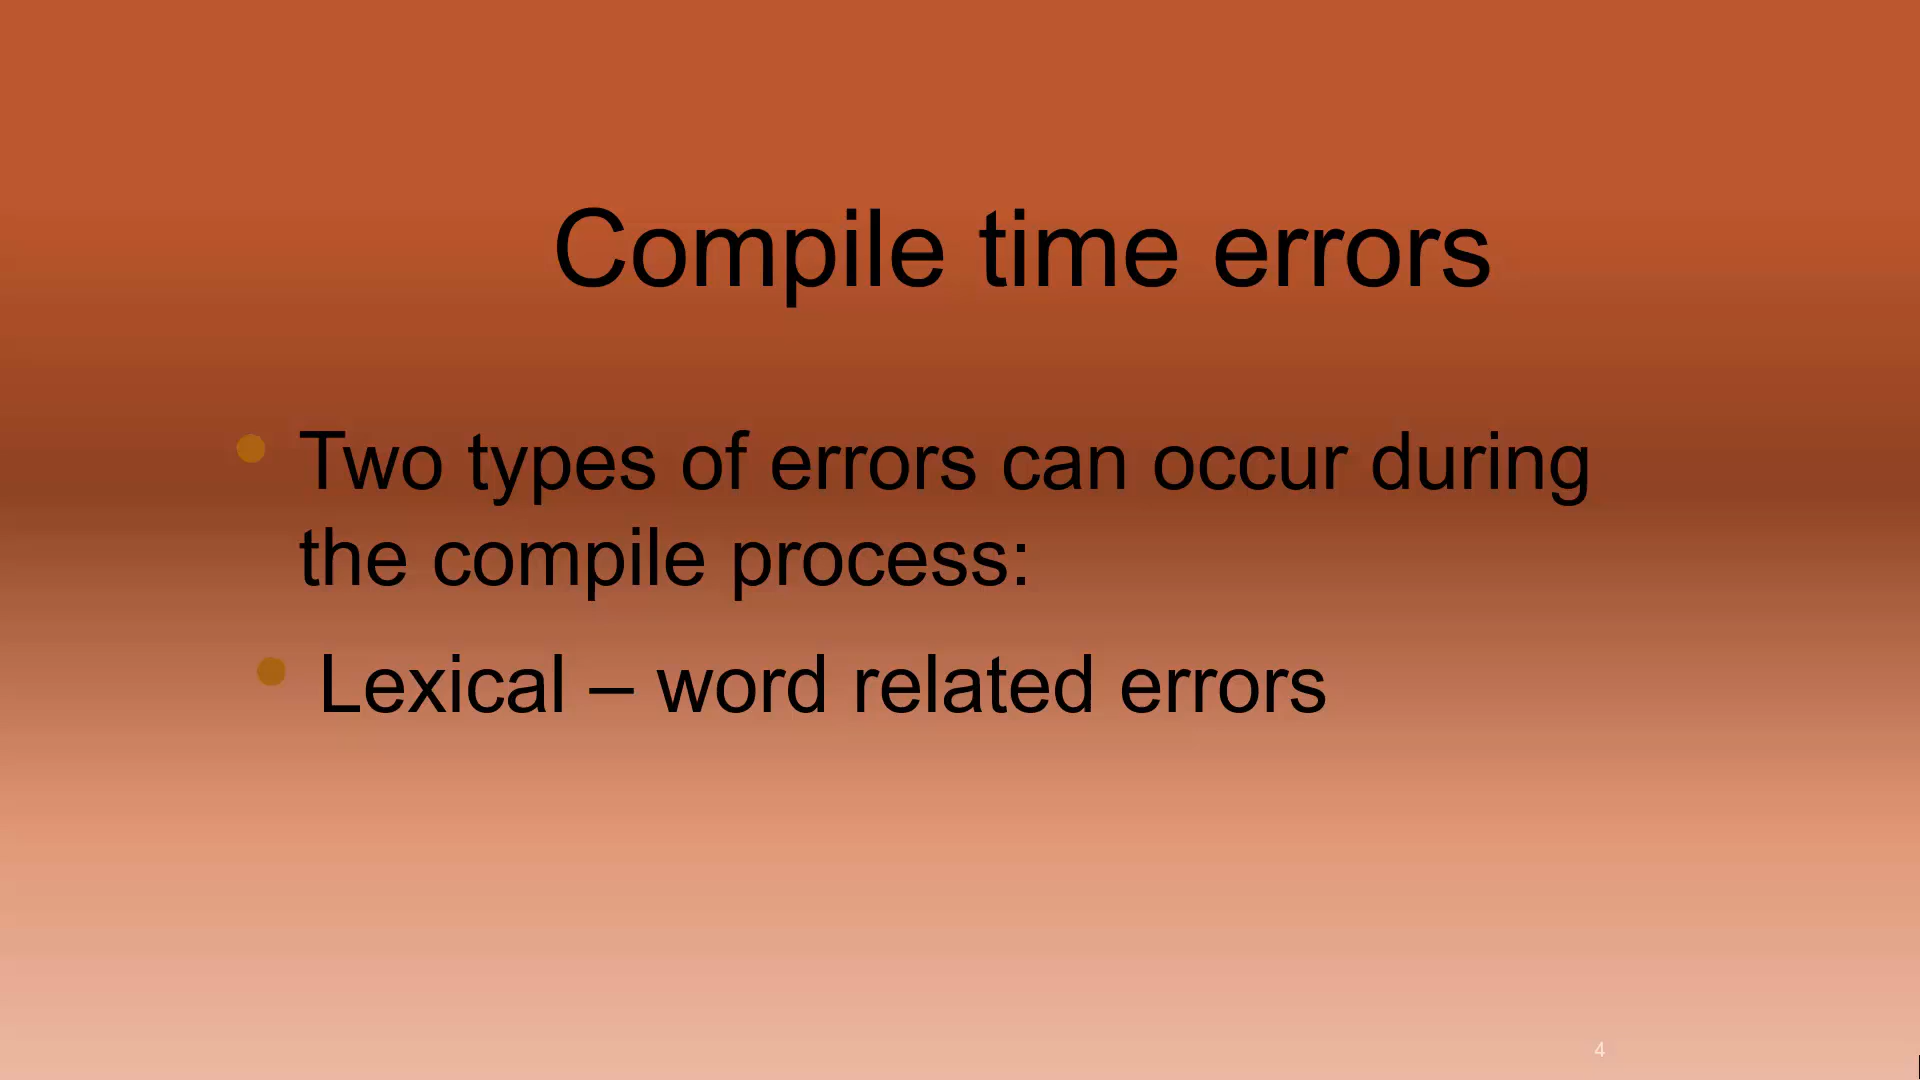 Compile time errors
• Two types of errors can occur during
the compile process:
• Lexical – word related errors
4